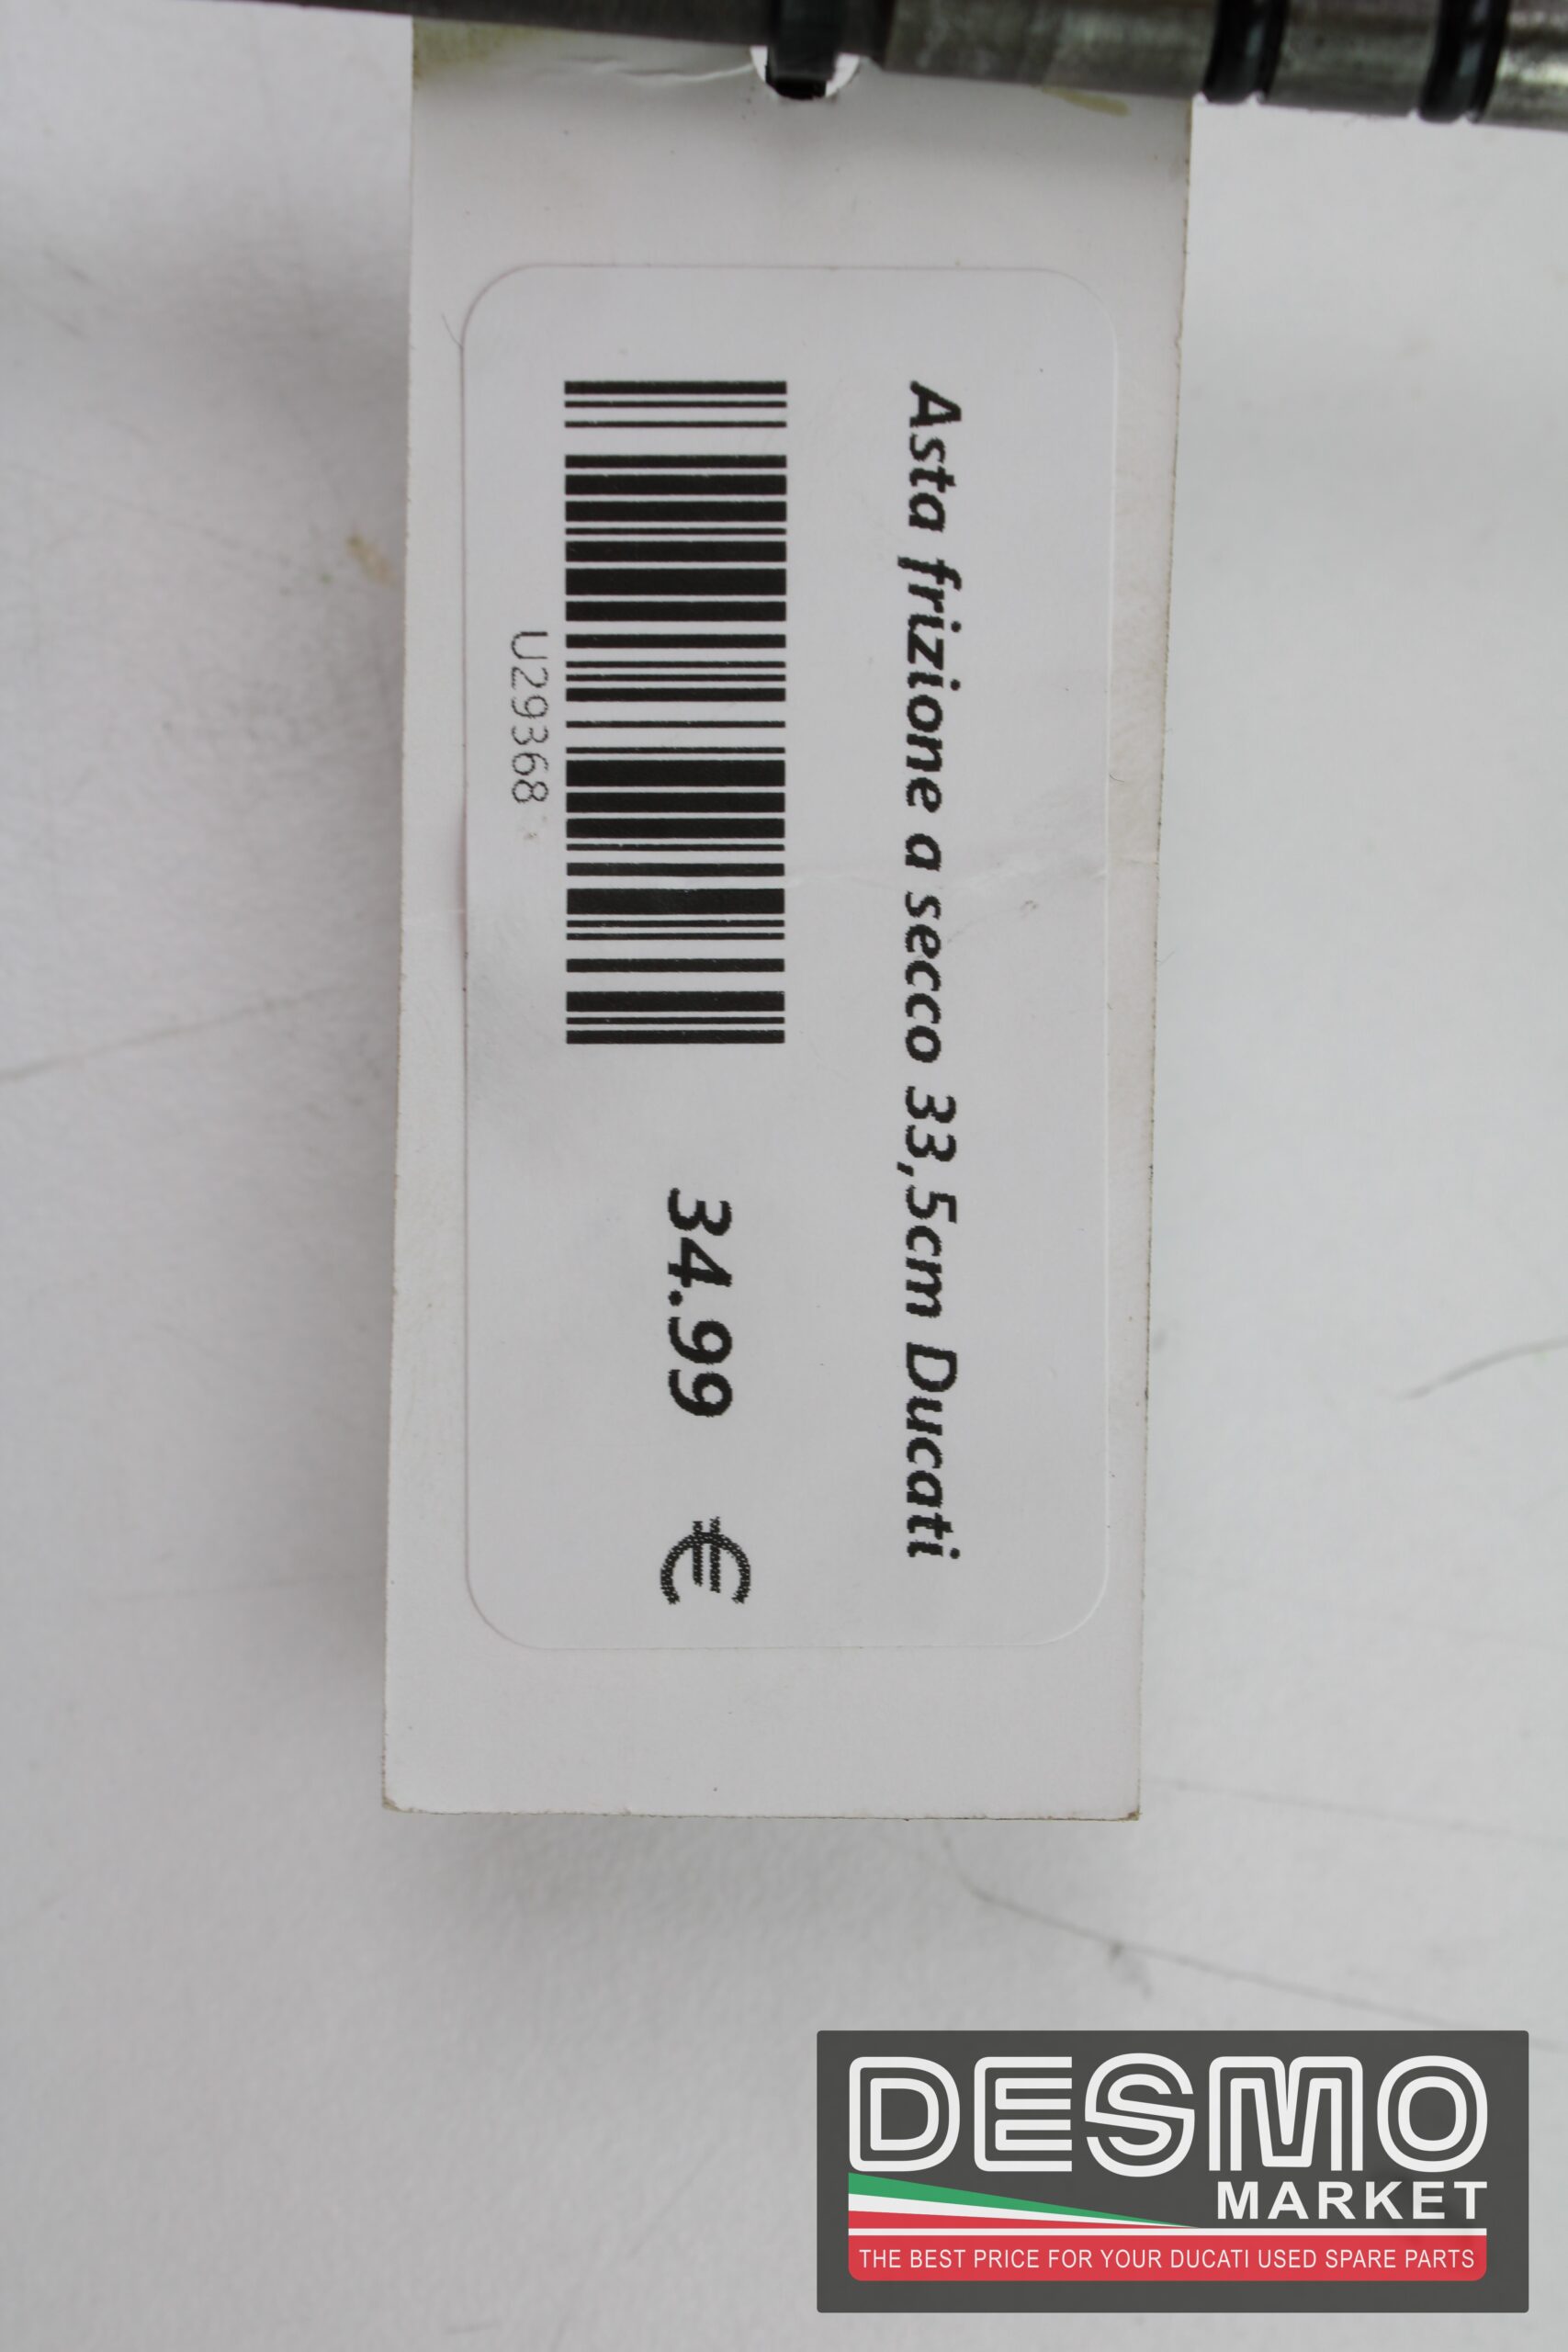 Asta frizione a secco 33,5cm Ducati
U29368
34.99 €
DESMO
MARKET
THE BEST PRICE FOR YOUR DUCATI USED SPARE PARTS